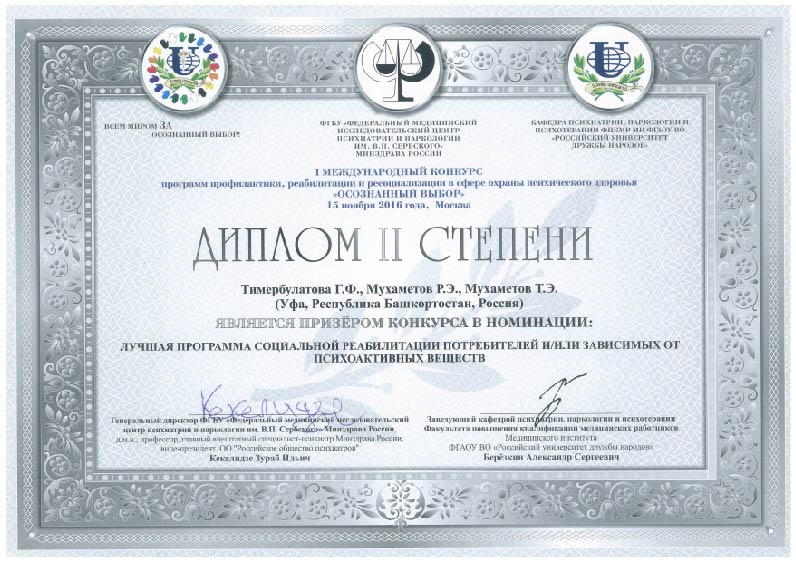 ВСЕМ МИРОМ ЗА
ОСОЗНАННЫЙ ВЫБОР!
ФГБУ «ФЕДЕРАЛЬНЫЙ МЕДИЦИНСКИЙ
ИССЛЕДОВАТЕЛЬСКИЙ ЦЕНТР
ПСИХИАТРИИ И НАРКОЛОГИИ
ИМ. В.П. СЕРБСКОГО»
МИНЗДРАВА РОССИИ
КАФЕДРА ПСИХИАТРИИ, НАРКОЛОГИИ И
ПСИХОТЕРАПИИ ФПКМР МИ ФГАОУ ВО
«РОССИЙСКИЙ УНИВЕРСИТЕТ
ДРУЖБЫ НАРОДОВ»
I МЕЖДУНАРОДНЫЙ КОНКУРС
программ профилактики, реабилитации и ресоциализации в сфере охраны психического здоровья
«ОСОЗНАННЫЙ ВЫБОР»
15 ноября 2016 года, Москва
ДИПЛОМ II СТЕПЕНИ
Тимербулатова Г.Ф., Мухаметов Р.Э., Мухаметов Т.Э.
(Уфа, Республика Башкортостан, Россия)
ЯВЛЯЕТСЯ ПРИЗЁРОМ КОНКУРСА В НОМИНАЦИИ:
ЛУЧШАЯ ПРОГРАММА СОЦИАЛЬНОЙ РЕАБИЛИТАЦИИ ПОТРЕБИТЕЛЕЙ И/ИЛИ ЗАВИСИМЫХ ОТ
ПСИХОАКТИВНЫХ ВЕЩЕСТВ
Кекелидзе
Генеральный директор ФГБУ «Федеральный медицинский исследовательский
центр психиатрии и наркологии им. В.П. Сербского» Минздрава России,
д.м.н., профессор, главный внештатный специалист-психиатр Минздрава России,
вице-президент ОО "Российское общество психиатров"
Кекелидзе Зураб Ильич
Заведующий кафедрой психиатрии, наркологии и психотерапии
Факультета повышения квалификации медицинских работников
Медицинского института
ФГАОУ ВО «Российский университет дружбы народов»
Берёзкин Александр Сергеевич